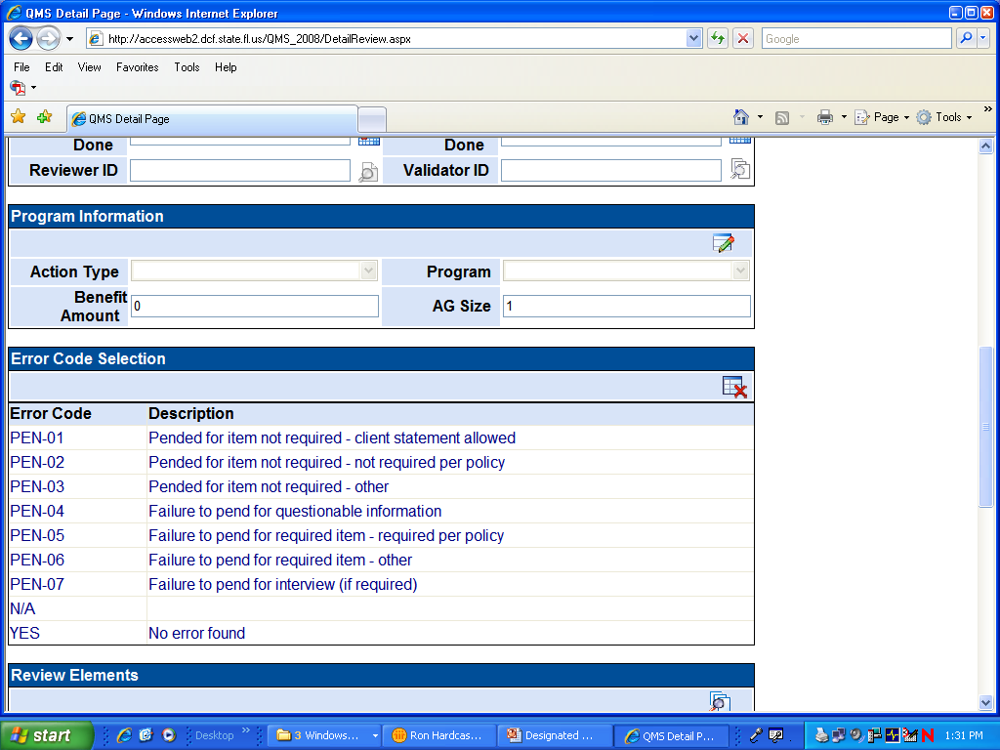 QMS Detail Page - Windows Internet Explorer
http://accessweb2.dcf.state.fl.us/QMS_2008/DetailReview.aspx
Google
File Edit View Favorites Tools Help
QMS Detail Page
Page Tools
Done Done
Reviewer ID Validator ID
Program Information
Action Type Program
Benefit
Amount 0 AG Size 1
Error Code Selection
Error Code Description
PEN-01 Pended for item not required - client statement allowed
PEN-02 Pended for item not required - not required per policy
PEN-03 Pended for item not required - other
PEN-04 Failure to pend for questionable information
PEN-05 Failure to pend for required item - required per policy
PEN-06 Failure to pend for required item - other
PEN-07 Failure to pend for interview (if required)
N/A
YES No error found
Review Elements
start Desktop 3 Windows... Ron Hardcas... Designated ... QMS Detail P... 1:31 PM